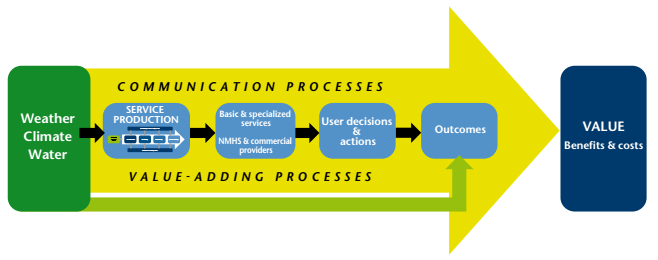 COMMUNICATION PROCESSES
Weather
Climate
Water
SERVICE
PRODUCTION
Basic & specialized
services
NMHS & commercial
providers
User decisions
&
actions
Outcomes
VALUE
Benefits & costs
VALUE-ADDING PROCESSES